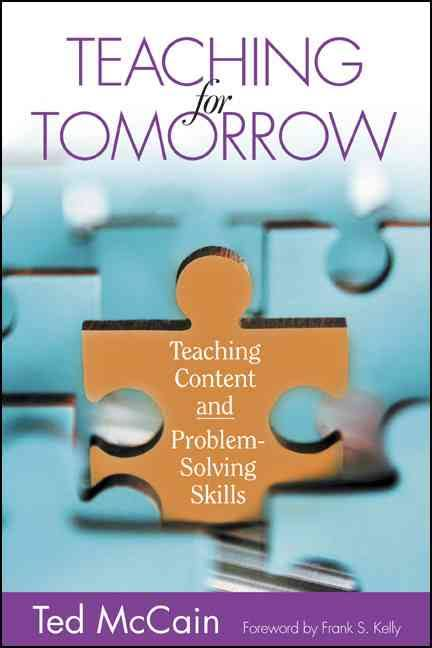 TEACHING
for
TOMORROW
Teaching
Content
and
Problem-
Solving
Skills
Ted McCain Foreword by Frank S. Kelly